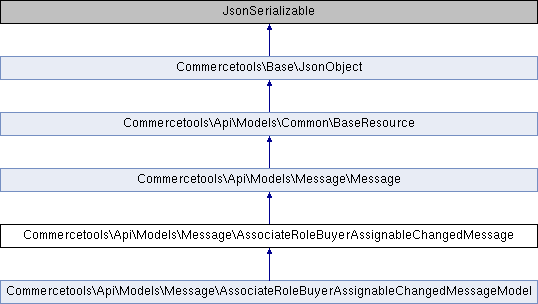 JsonSerializable
Commercetools\Base\JsonObject
Commercetools\Api\Models\Common\BaseResource
Commercetools\Api\Models\Message\Message
Commercetools\Api\Models\Message\AssociateRoleBuyerAssignableChangedMessage
Commercetools\Api\Models\Message\AssociateRoleBuyerAssignableChangedMessageModel